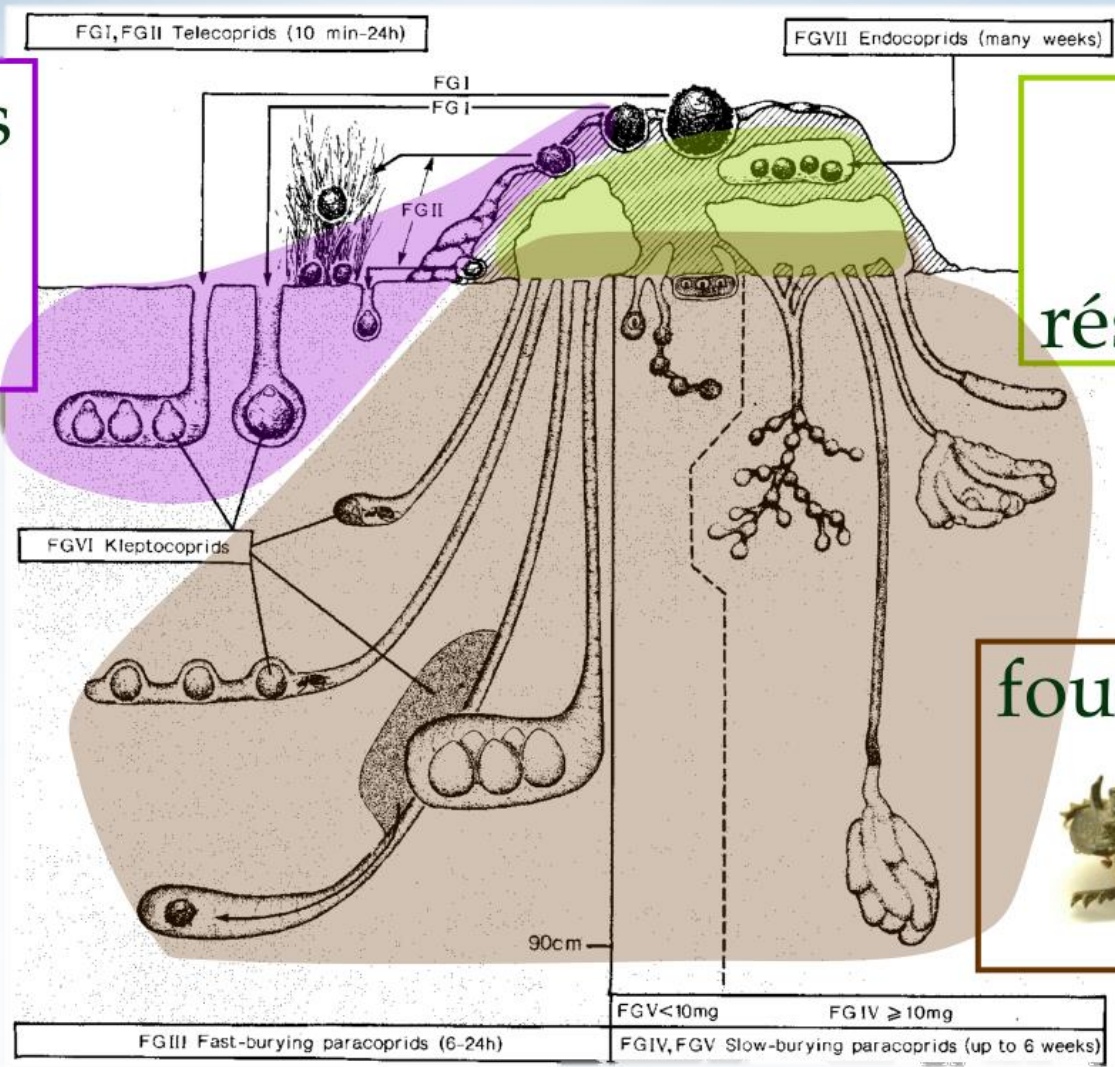 FGI, FGII Telecoprids (10 min-24h)
FGVII Endocoprids (many weeks)
s
FGI
FGI
FGII
rés
FGVI Kleptocoprids
fou
90cm
FGV<10mg FGIV ≥ 10mg
FGIII Fast-burying paracoprids (6-24h)
FGIV, FGV Slow-burying paracoprids (up to 6 weeks)